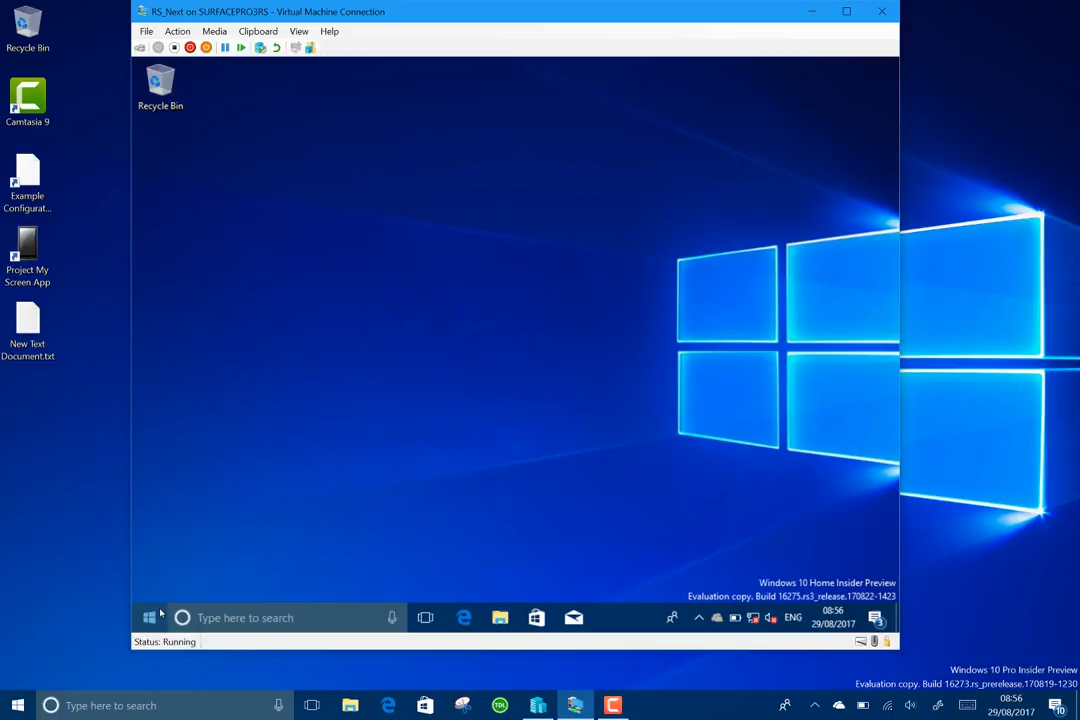 RS_Next on SURFACEPRO3RS - Virtual Machine Connection
File Action Media Clipboard View Help
Recycle Bin
Camtasia 9
Example
Configurat...
Project My
Screen App
New Text
Document.txt
Recycle Bin
Windows 10 Home Insider Preview
Evaluation copy. Build 16275.rs3_release.170822-1423
Type here to search
ENG
08:56
29/08/2017
3
Status: Running
Windows 10 Pro Insider Preview
Evaluation copy. Build 16273.rs_prerelease.170819-1230
Type here to search
TDL
08:56
29/08/2017
10